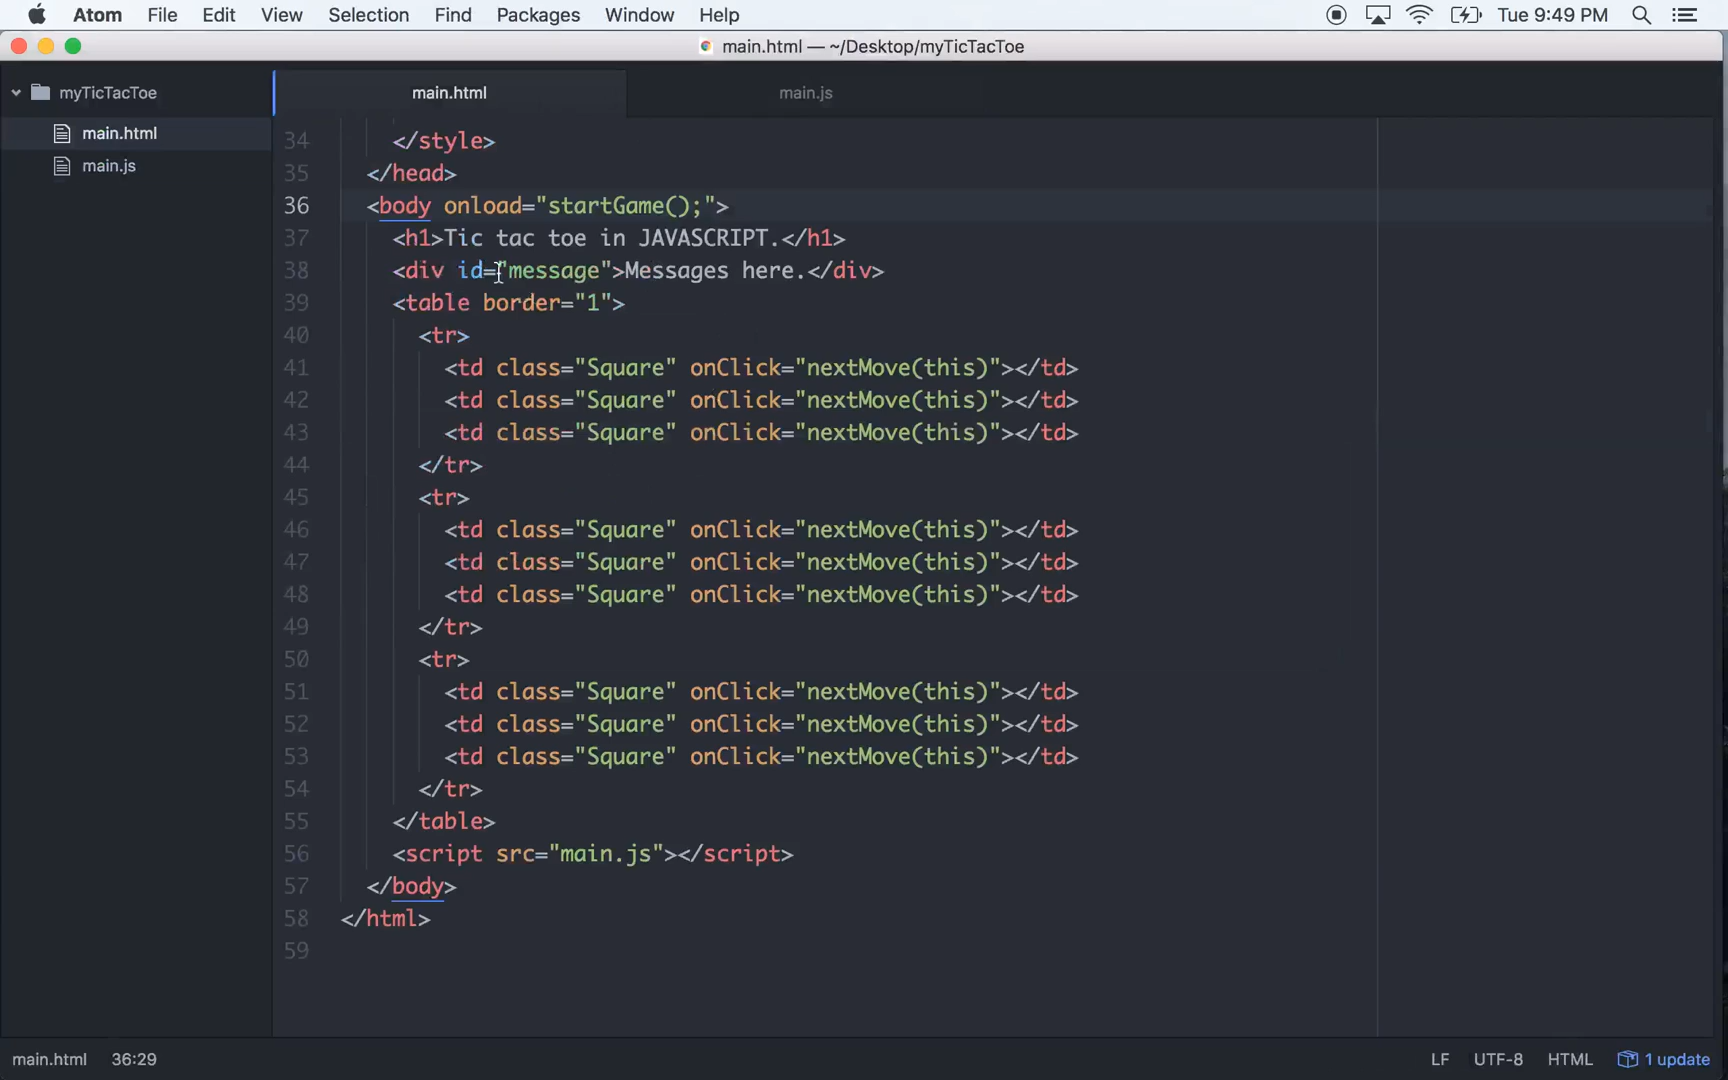 Atom File Edit View Selection Find Packages Window Help Tue 9:49 PM
main.html — ~/Desktop/myTicTacToe
myTicTacToe
main.html
main.js
main.html main.js
34 </style>
35 </head>
36 <body onload="startGame();">
37 <h1>Tic tac toe in JAVASCRIPT.</h1>
38 <div id="message">Messages here.</div>
39 <table border="1">
40 <tr>
41 <td class="Square" onClick="nextMove(this)"></td>
42 <td class="Square" onClick="nextMove(this)"></td>
43 <td class="Square" onClick="nextMove(this)"></td>
44 </tr>
45 <tr>
46 <td class="Square" onClick="nextMove(this)"></td>
47 <td class="Square" onClick="nextMove(this)"></td>
48 <td class="Square" onClick="nextMove(this)"></td>
49 </tr>
50 <tr>
51 <td class="Square" onClick="nextMove(this)"></td>
52 <td class="Square" onClick="nextMove(this)"></td>
53 <td class="Square" onClick="nextMove(this)"></td>
54 </tr>
55 </table>
56 <script src="main.js"></script>
57 </body>
58 </html>
59
main.html 36:29 LF UTF-8 HTML 1 update